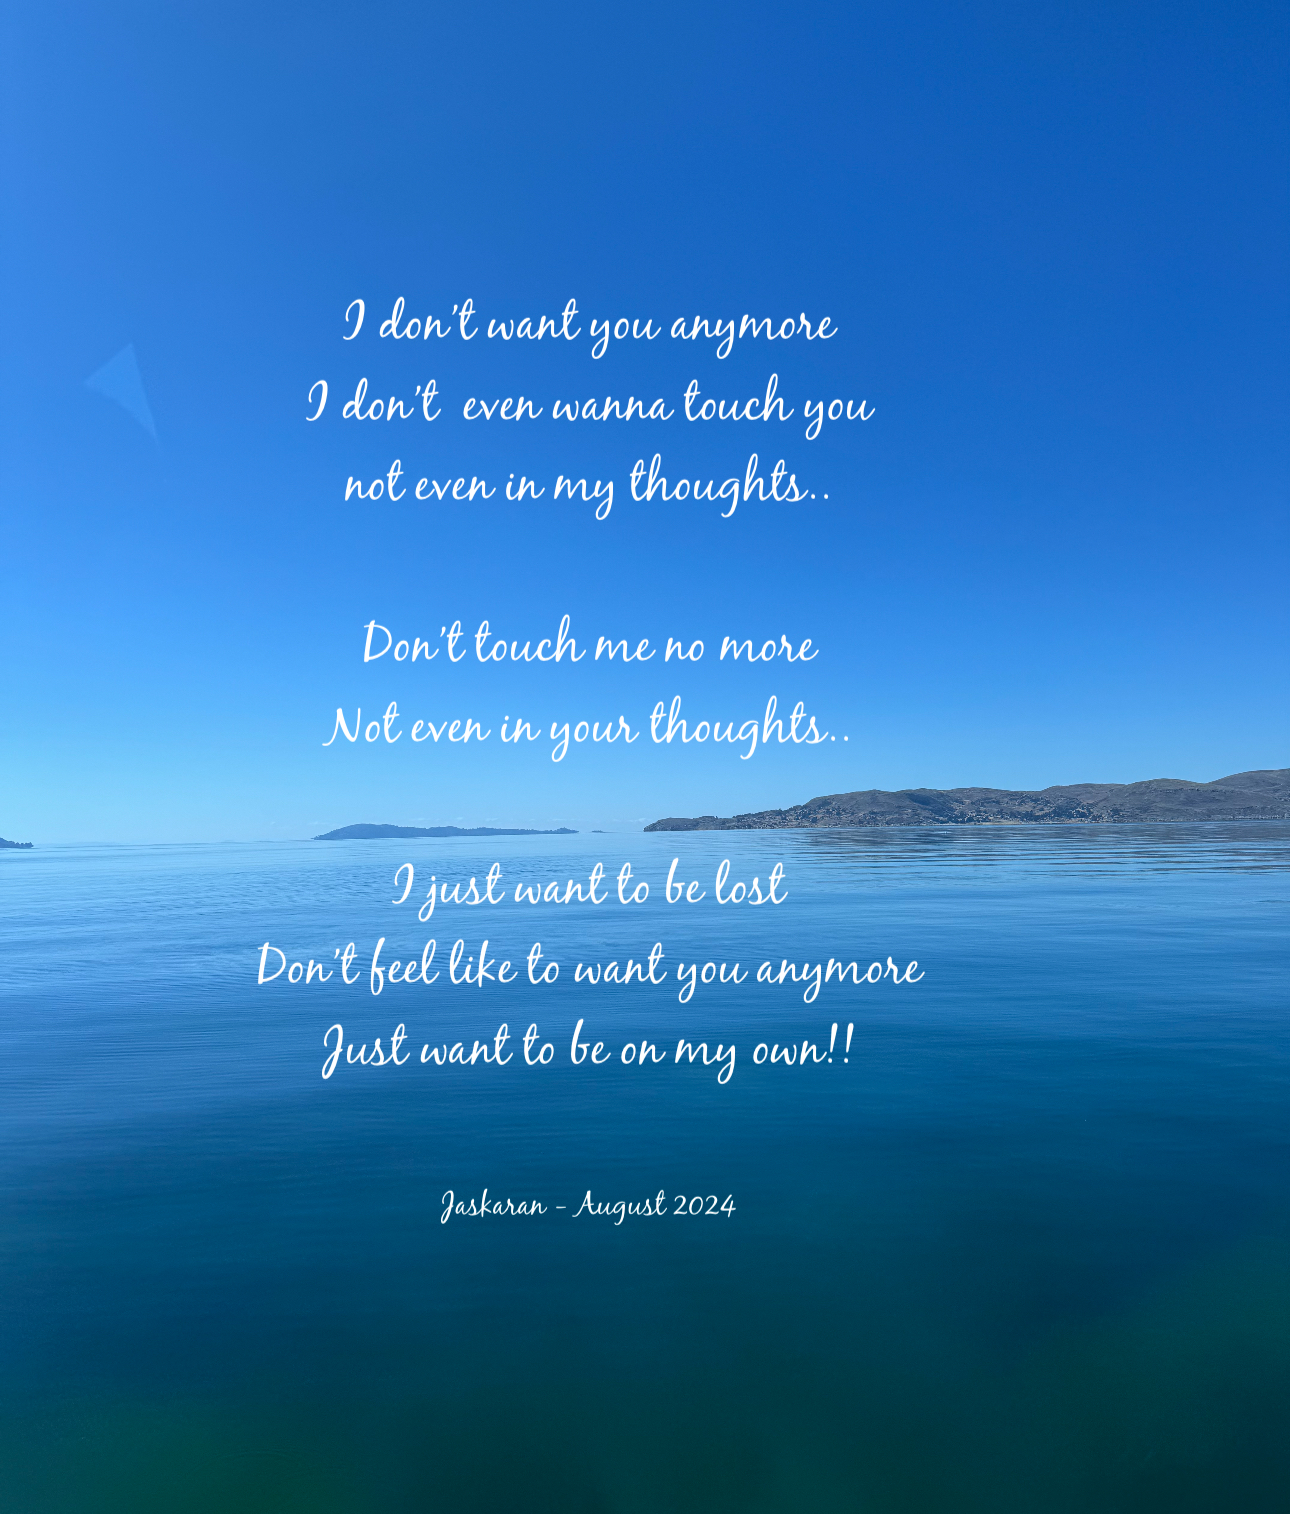 I don't want you anymore
I don't even wanna touch you
not even in my thoughts..
Don't touch me no more
Not even in your thoughts..
I just want to be lost
Don't feel like to want you anymore
Just want to be on my own!!
Jaskaran - August 2024